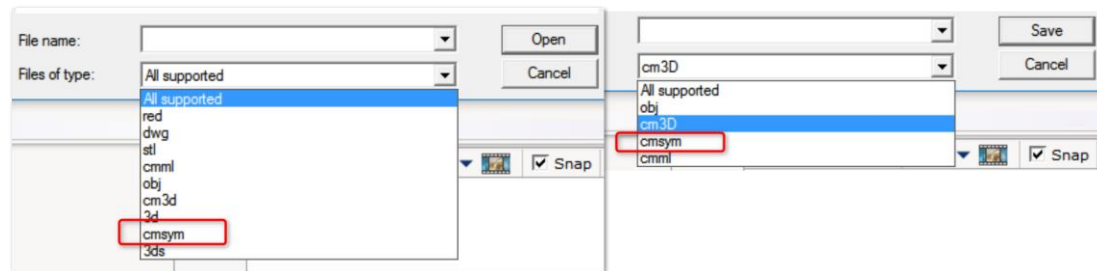 File name:
Open
Files of type:
All supported
Cancel
All supported
red
dwg
stl
cmml
obj
cm3d
3d
cmsym
3ds
Snap
Save
cm3D
Cancel
All supported
obj
cm3D
cmsym
cmml
Snap